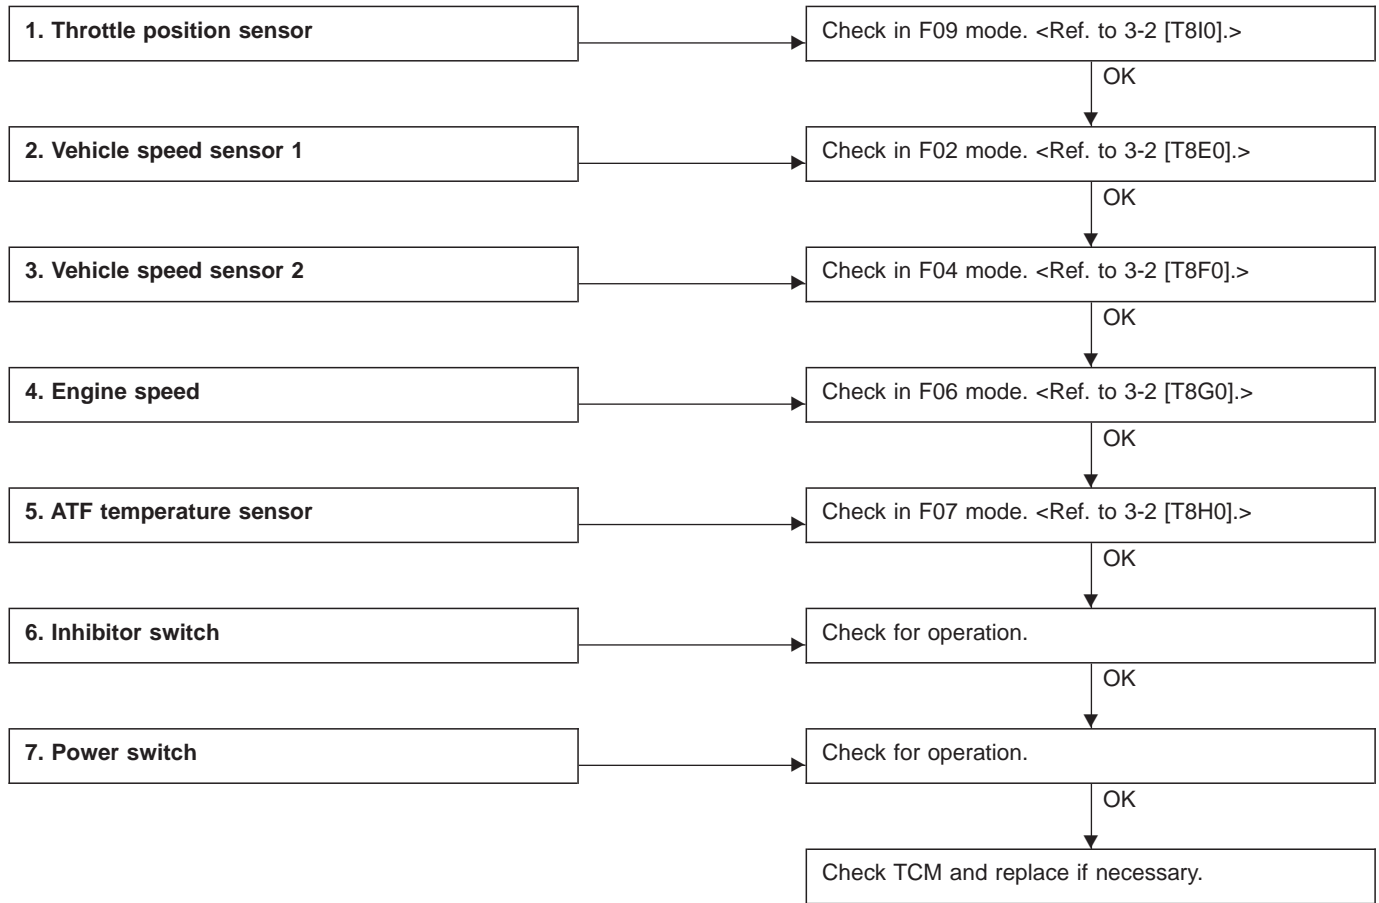 1. Throttle position sensor
Check in F09 mode. <Ref. to 3-2 [T8I0].>
OK
2. Vehicle speed sensor 1
Check in F02 mode. <Ref. to 3-2 [T8E0].>
OK
3. Vehicle speed sensor 2
Check in F04 mode. <Ref. to 3-2 [T8F0].>
OK
4. Engine speed
Check in F06 mode. <Ref. to 3-2 [T8G0].>
OK
5. ATF temperature sensor
Check in F07 mode. <Ref. to 3-2 [T8H0].>
OK
6. Inhibitor switch
Check for operation.
OK
7. Power switch
Check for operation.
OK
Check TCM and replace if necessary.